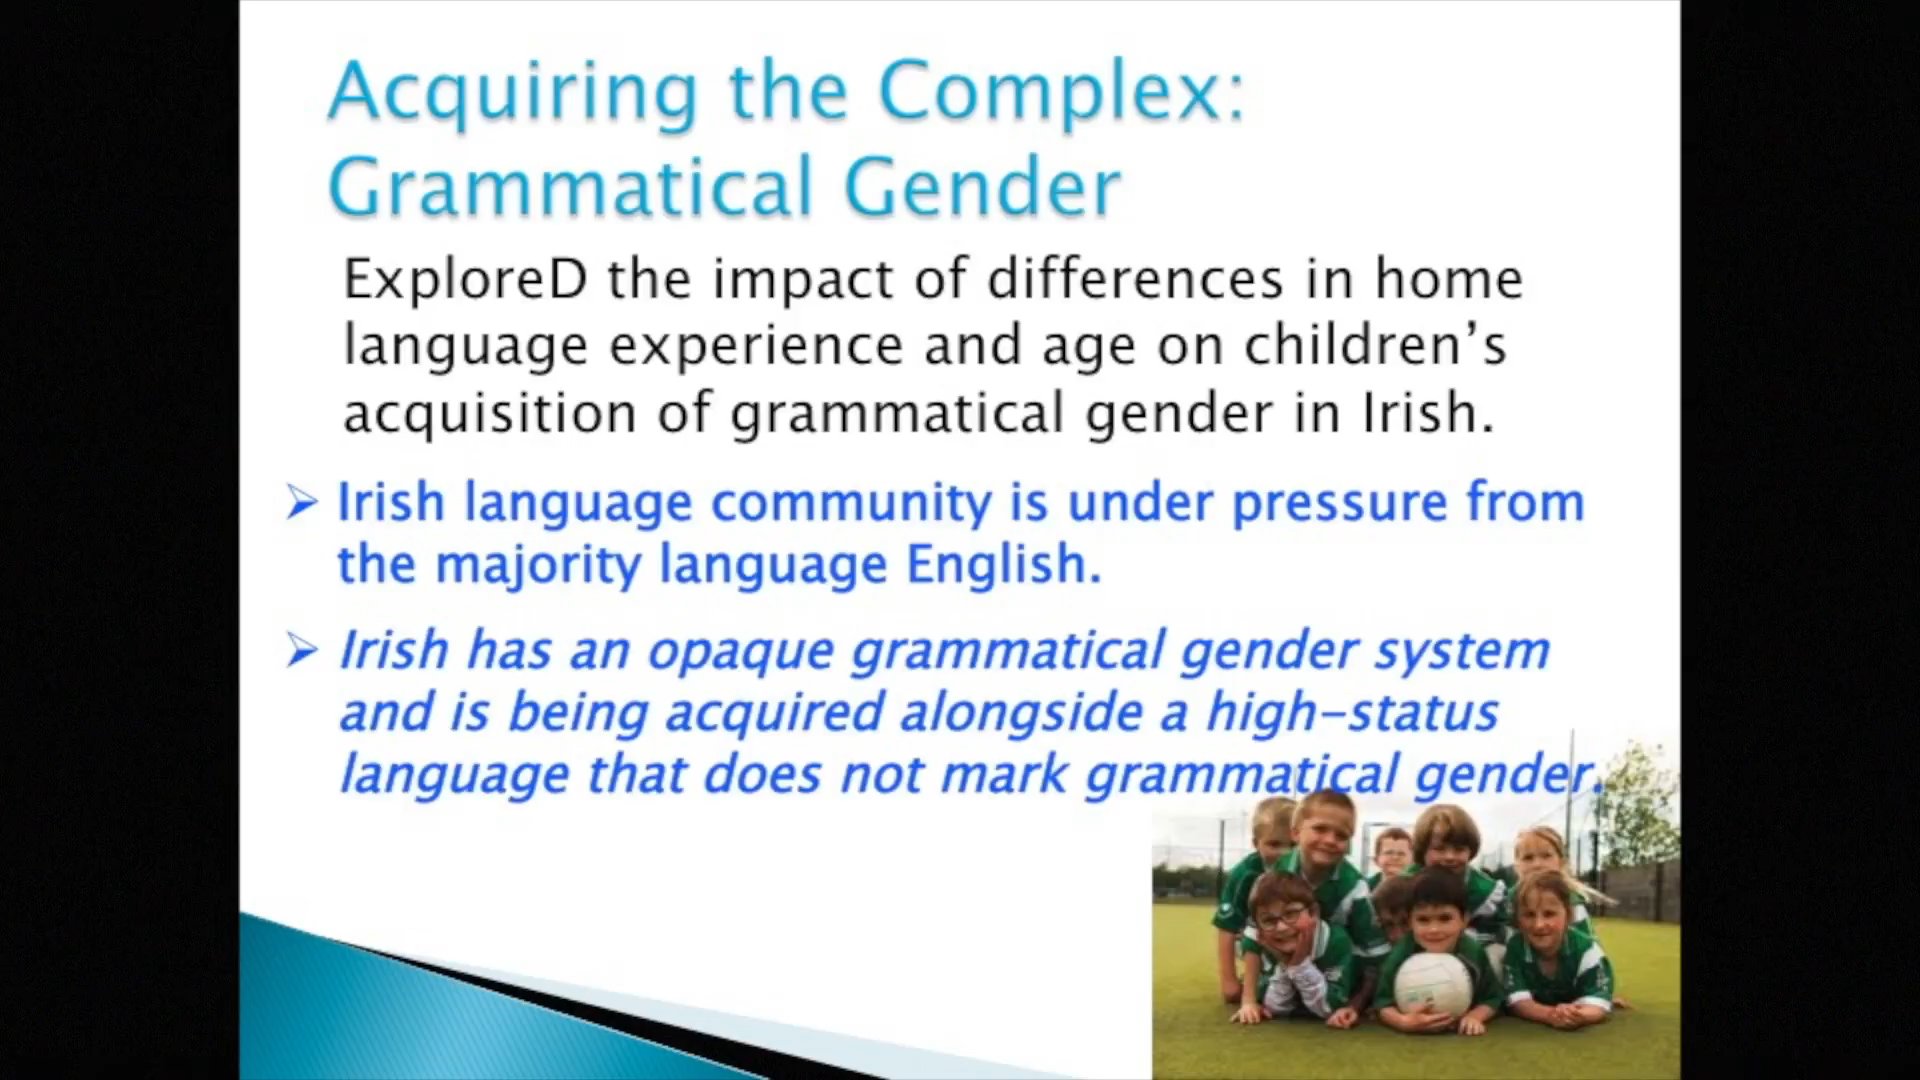 Acquiring the Complex:
Grammatical Gender
ExploreD the impact of differences in home
language experience and age on children’s
acquisition of grammatical gender in Irish.
Irish language community is under pressure from
the majority language English.
Irish has an opaque grammatical gender system
and is being acquired alongside a high-status
language that does not mark grammatical gender.